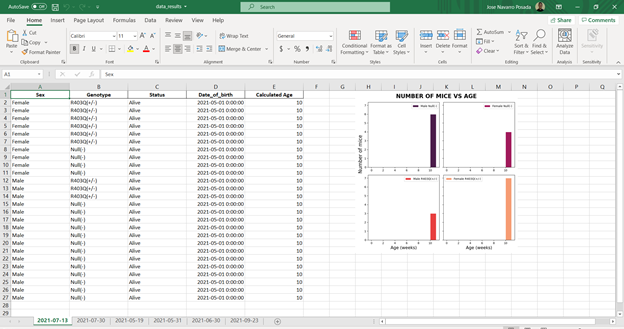 AutoSave Off data_mults Search Jose Navarro Posada
File Home Insert Page Layout Formulas Data Review View Help Share Comments
Cut
Copy
Format Painter
Paste
Clipboard
Calibri 11
B I U
Font
Wrap Text
Merge & Center
Alignment
General
Number
Conditional Formatting Format as Table Cell Styles
Styles
Insert Delete Format
Cells
AutoSum
Fill
Clear
Sort & Filter Find & Select
Editing
Analyze Data
Analysis
Sensitivity
Sensitivity
A1 Sex
A B C D E F G H I J K L M N O P Q
1 Sex Genotype Status Date_of_birth Calculated Age
2 Female R403Q(+/-) Alive 2021-05-01 0:00:00 10
3 Female R403Q(+/-) Alive 2021-05-01 0:00:00 10
4 Female R403Q(+/-) Alive 2021-05-01 0:00:00 10
5 Female R403Q(+/-) Alive 2021-05-01 0:00:00 10
6 Female R403Q(+/-) Alive 2021-05-01 0:00:00 10
7 Female R403Q(+/-) Alive 2021-05-01 0:00:00 10
8 Female Null(-) Alive 2021-05-01 0:00:00 10
9 Female Null(-) Alive 2021-05-01 0:00:00 10
10 Female Null(-) Alive 2021-05-01 0:00:00 10
11 Female Null(-) Alive 2021-05-01 0:00:00 10
12 Male R403Q(+/-) Alive 2021-05-01 0:00:00 10
13 Male R403Q(+/-) Alive 2021-05-01 0:00:00 10
14 Male R403Q(+/-) Alive 2021-05-01 0:00:00 10
15 Male Null(-) Alive 2021-05-01 0:00:00 10
16 Male Null(-) Alive 2021-05-01 0:00:00 10
17 Male Null(-) Alive 2021-05-01 0:00:00 10
18 Male Null(-) Alive 2021-05-01 0:00:00 10
19 Male Null(-) Alive 2021-05-01 0:00:00 10
20 Male Null(-) Alive 2021-05-01 0:00:00 10
21 Male Null(-) Alive 2021-05-01 0:00:00 10
22 Male Null(-) Alive 2021-05-01 0:00:00 10
23 Male Null(-) Alive 2021-05-01 0:00:00 10
24 Male Null(-) Alive 2021-05-01 0:00:00 10
25 Male Null(-) Alive 2021-05-01 0:00:00 10
26 Male Null(-) Alive 2021-05-01 0:00:00 10
27 Male Null(-) Alive 2021-05-01 0:00:00 10
28
29
NUMBER OF MICE VS AGE
Number of mice
Male Null(-)
Female Null(-)
Male R403Q(+/-)
Female R403Q(+/-)
0 2 4 6 8 10
0 2 4 6 8 10
Age (weeks) Age (weeks)
2021-07-13 2021-07-30 2021-05-19 2021-05-31 2021-06-30 2021-09-23